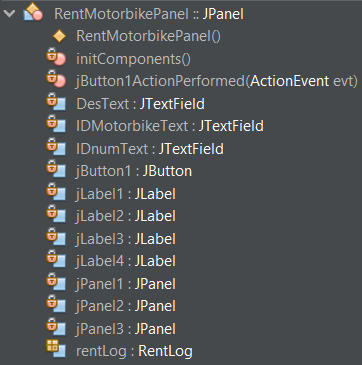 RentMotorbikePanel :: JPanel
RentMotorbikePanel()
initComponents()
jButton1ActionPerformed(ActionEvent evt)
DesText : JTextField
IDMotorbikeText : JTextField
IDnumText : JTextField
jButton1 : JButton
jLabel1 : JLabel
jLabel2 : JLabel
jLabel3 : JLabel
jLabel4 : JLabel
jPanel1 : JPanel
jPanel2 : JPanel
jPanel3 : JPanel
rentLog : RentLog